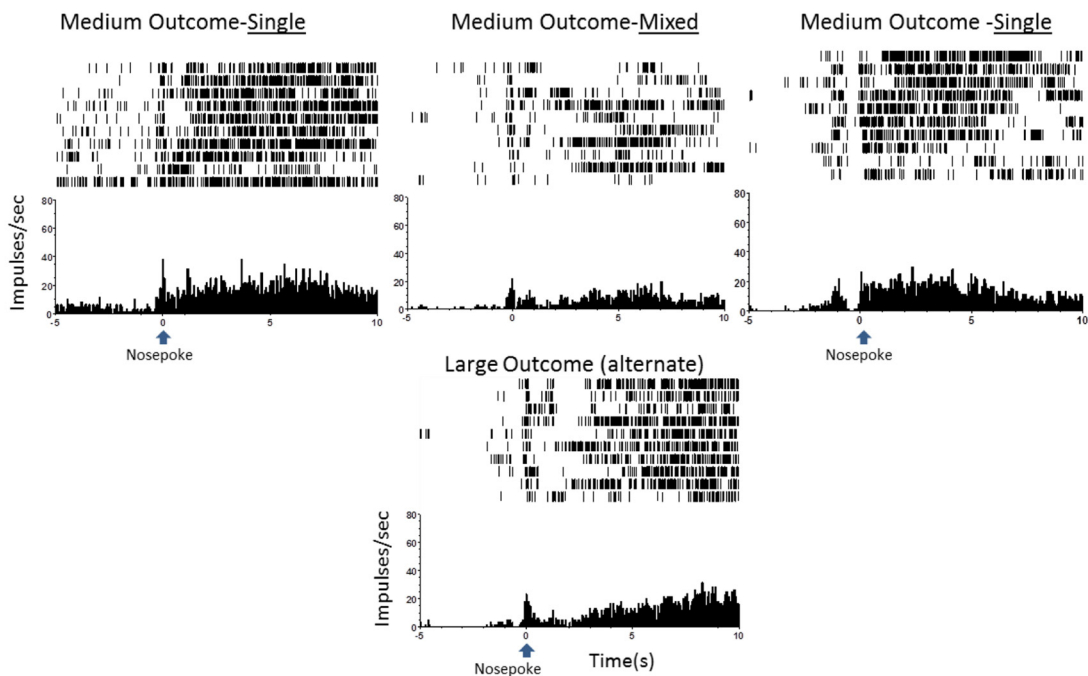 Medium Outcome-Single
Medium Outcome-Mixed
Medium Outcome -Single
Impulses/sec
80
60
40
20
0
-5 0 5 10
Nosepoke
80
60
40
20
0
-5 0 5 10
80
60
40
20
0
-5 0 5 10
Nosepoke
Large Outcome (alternate)
Impulses/sec
80
60
40
20
0
-5 0 5 10
Nosepoke
Time(s)